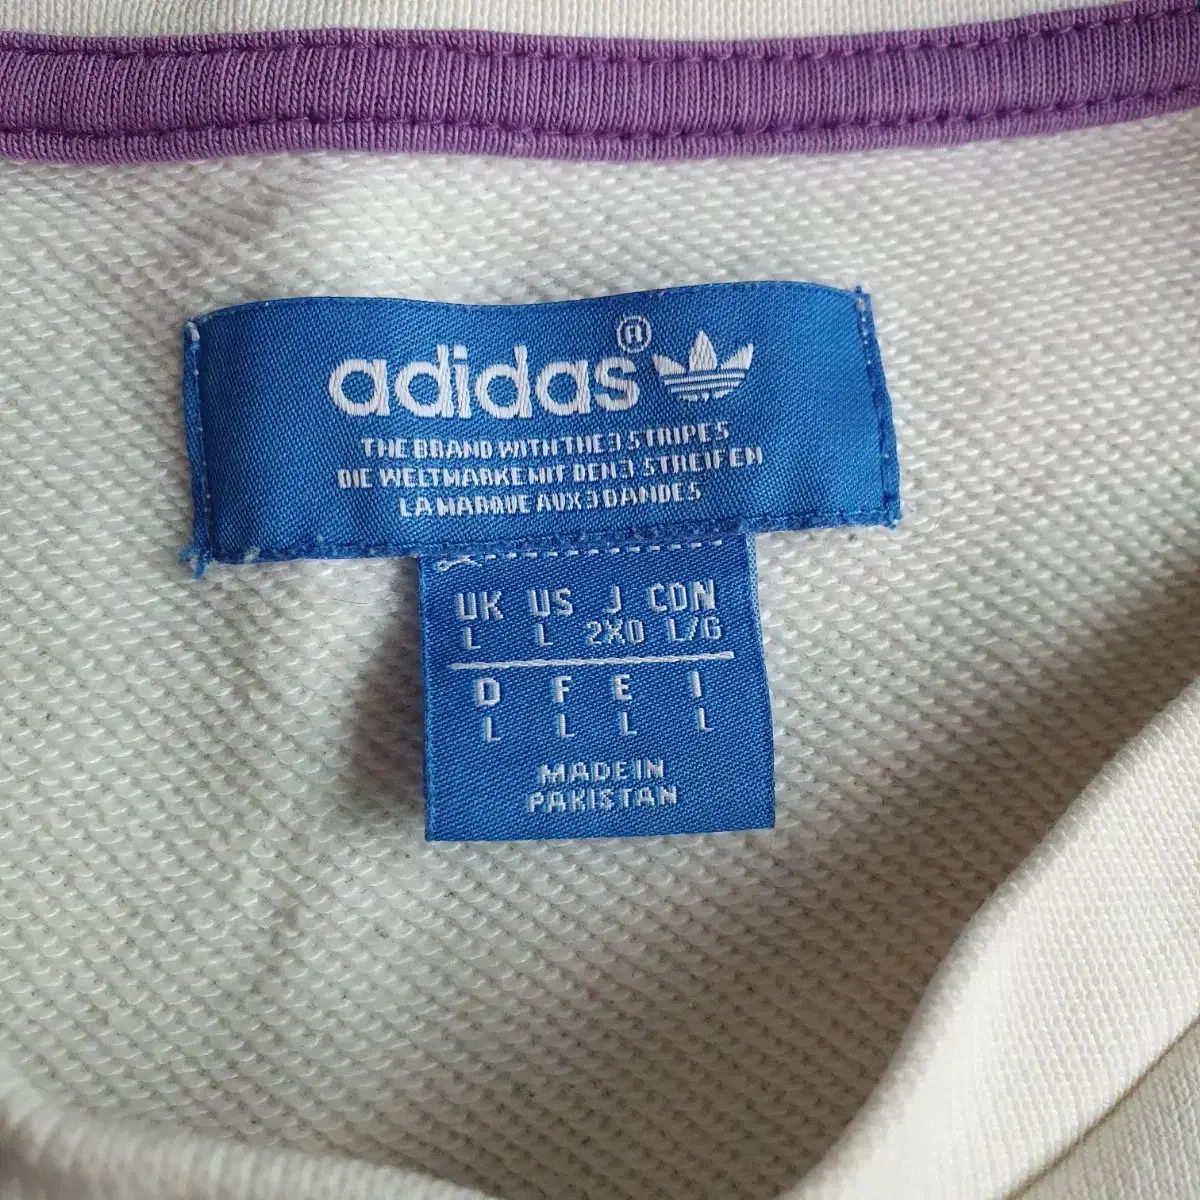 adidas®
THE BRAND WITH THE 3 STRIPES
DIE WELTMARKE MIT DEN 3 STREIFEN
LA MARQUE AUX 3 BANDES
UK US J CDN
L L 2XO L/G
D F E I
L L L L
MADE IN
PAKISTAN